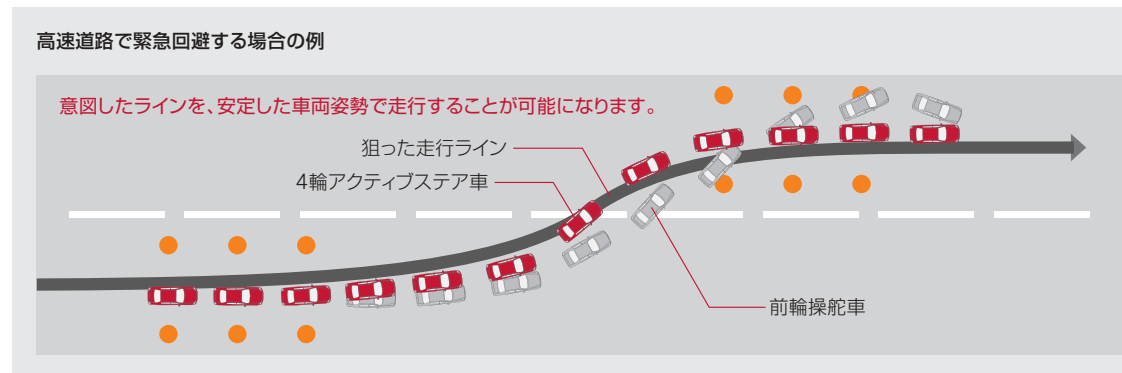 高速道路で緊急回避する場合の例
意図したラインを、安定した車両姿勢で走行することが可能になります。
狙った走行ライン
4輪アクティブステア車
前輪操舵車